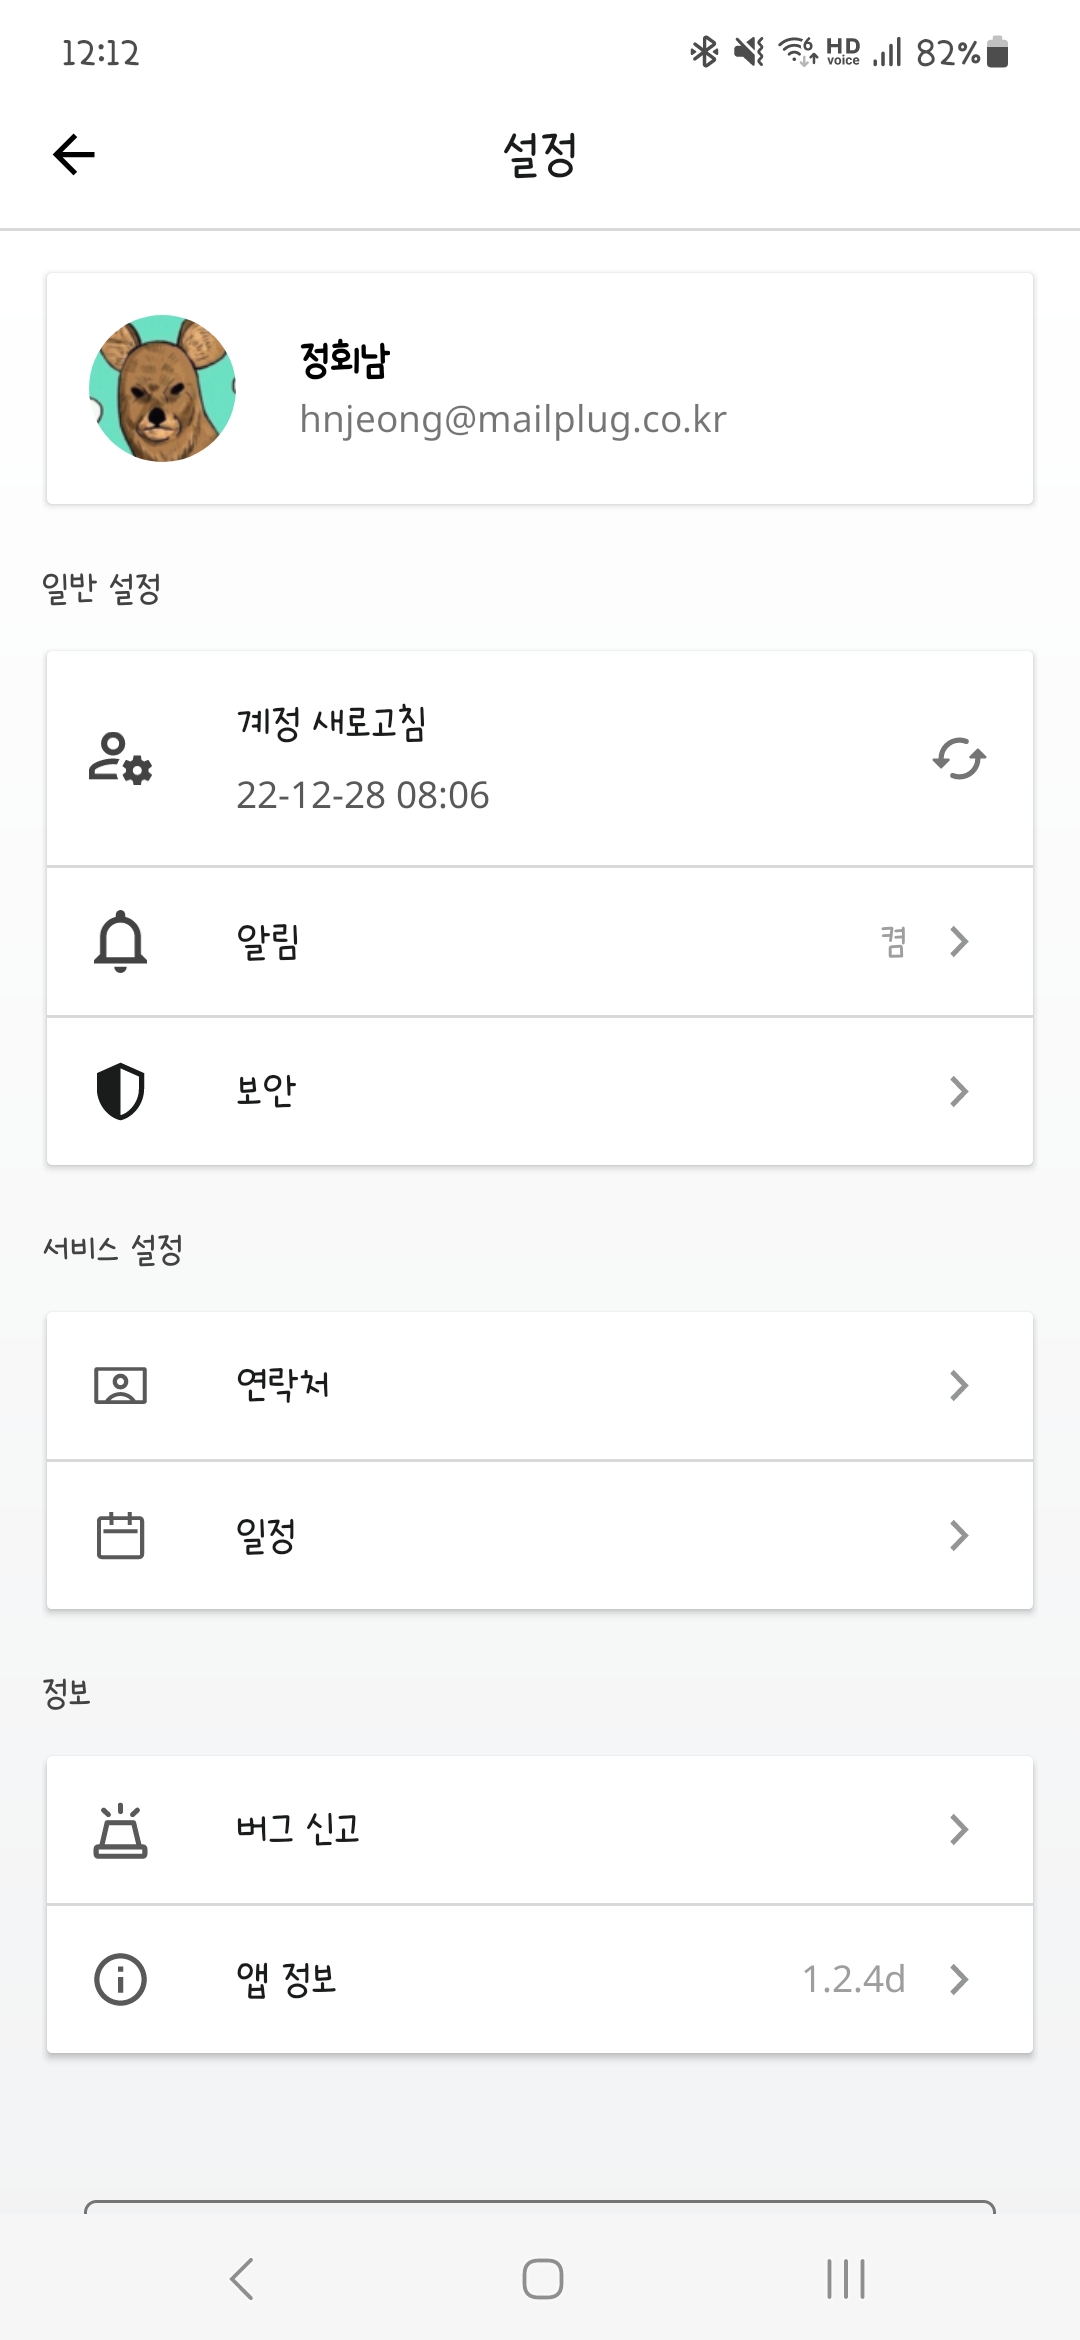 12:12
HD voice
82%
설정
정회남
hnjeong@mailplug.co.kr
일반 설정
계정 새로고침
22-12-28 08:06
알림
켬
보안
서비스 설정
연락처
일정
정보
버그 신고
앱 정보
1.2.4d